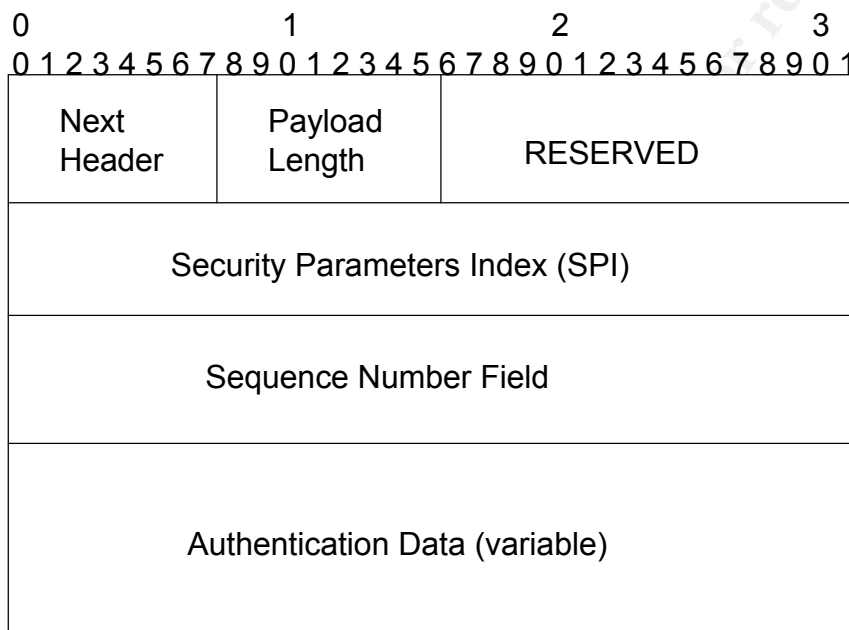 0 1 2 3
0 1 2 3 4 5 6 7 8 9 0 1 2 3 4 5 6 7 8 9 0 1 2 3 4 5 6 7 8 9 0 1
Next Header
Payload Length
RESERVED
Security Parameters Index (SPI)
Sequence Number Field
Authentication Data (variable)